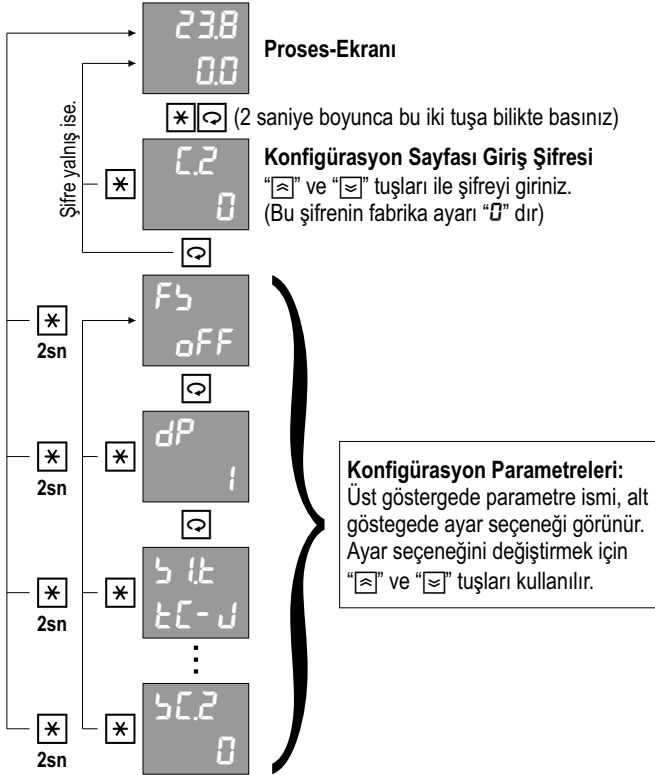 23.8
0.0
Proses-Ekranı
(2 saniye boyunca bu iki tuşa bilikte basınız)
Şifre yalnış ise.
C.2
0
Konfigürasyon Sayfası Giriş Şifresi
“ ” ve “ ” tuşları ile şifreyi giriniz.
(Bu şifrenin fabrika ayarı “0” dır)
FS
oFF
2sn
dP
1
2sn
Konfigürasyon Parametreleri:
Üst göstergede parametre ismi, alt
göstegede ayar seçeneği görünür.
Ayar seçeneğini değiştirmek için
“ ” ve “ ” tuşları kullanılır.
S1.t
tC-J
2sn
SC.2
0
2sn